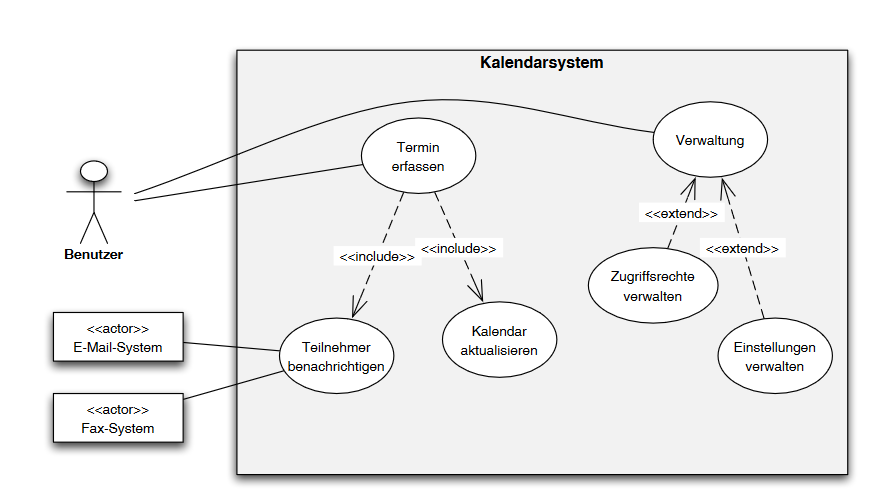 Kalendarsystem
Termin
erfassen
Verwaltung
<<extend>>
Benutzer
<<include>>
<<include>>
<<extend>>
Zugriffsrechte
verwalten
<<actor>>
E-Mail-System
Teilnehmer
benachrichtigen
Kalendar
aktualisieren
Einstellungen
verwalten
<<actor>>
Fax-System